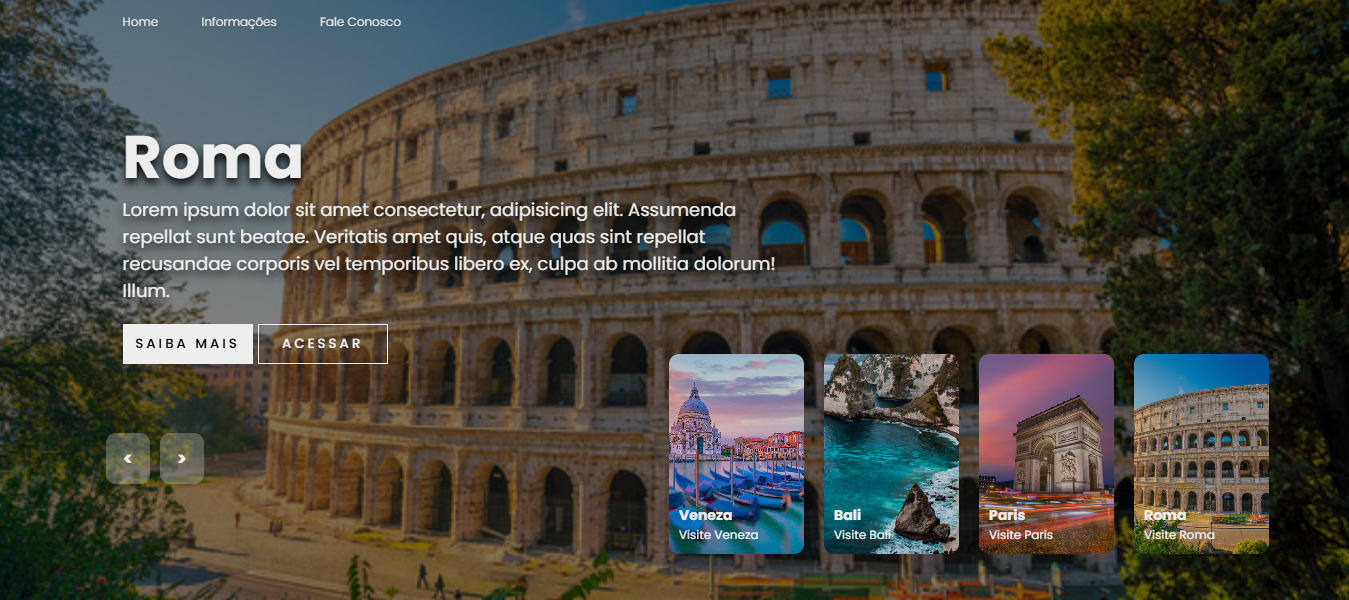 Home Informações Fale Conosco
Roma
Lorem ipsum dolor sit amet consectetur, adipisicing elit. Assumenda
repellat sunt beatae. Veritatis amet quis, atque quas sint repellat
recusandae corporis vel temporibus libero ex, culpa ab mollitia dolorum!
Illum.
SAIBA MAIS ACESSAR
‹ ›
Veneza
Visite Veneza
Bali
Visite Bali
Paris
Visite Paris
Roma
Visite Roma